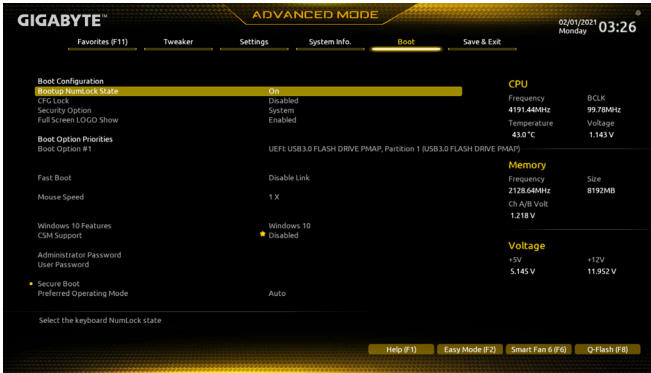 GIGABYTE™
ADVANCED MODE
02/01/2021 Monday 03:26
Favorites (F11) Tweaker Settings System Info. Boot Save & Exit
Boot Configuration
Bootup NumLock State On
CFG Lock Disabled
Security Option System
Full Screen LOGO Show Enabled
Boot Option Priorities
Boot Option #1 UEFI: USB3.0 FLASH DRIVE PMAP, Partition 1 (USB3.0 FLASH DRIVE PMAP)
Fast Boot Disable Link
Mouse Speed 1 X
Windows 10 Features Windows 10
CSM Support Disabled
Administrator Password
User Password
Secure Boot
Preferred Operating Mode Auto
Select the keyboard NumLock state
CPU
Frequency BCLK
4191.44MHz 99.78MHz
Temperature Voltage
43.0 °C 1.143 V
Memory
Frequency Size
2128.64MHz 8192MB
Ch A/B Volt
1.218 V
Voltage
+5V +12V
5.145 V 11.952 V
Help (F1) Easy Mode (F2) Smart Fan 6 (F6) Q-Flash (F8)